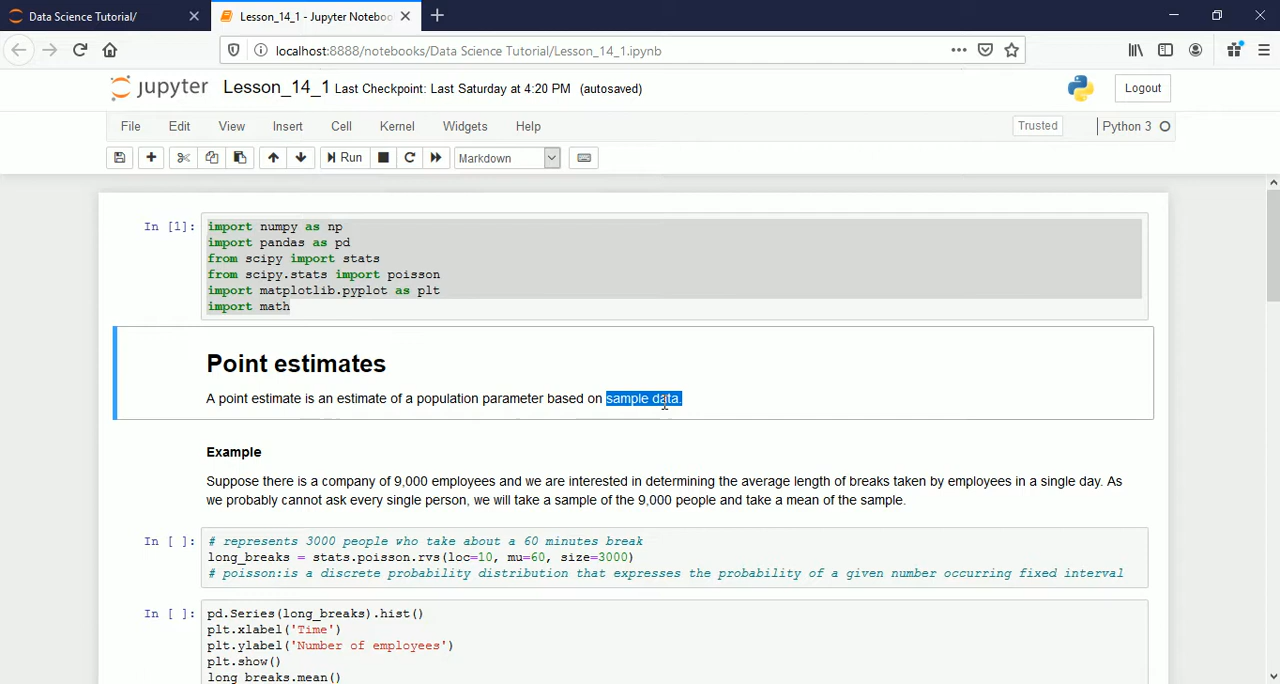 Data Science Tutorial/
Lesson_14_1 - Jupyter Noteboo
localhost:8888/notebooks/Data Science Tutorial/Lesson_14_1.ipynb
jupyter Lesson_14_1 Last Checkpoint: Last Saturday at 4:20 PM (autosaved)
Logout
File Edit View Insert Cell Kernel Widgets Help
Trusted
Python 3
Run
Markdown
In [1]:
import numpy as np
import pandas as pd
from scipy import stats
from scipy.stats import poisson
import matplotlib.pyplot as plt
import math
Point estimates
A point estimate is an estimate of a population parameter based on sample data.
Example
Suppose there is a company of 9,000 employees and we are interested in determining the average length of breaks taken by employees in a single day. As
we probably cannot ask every single person, we will take a sample of the 9,000 people and take a mean of the sample.
In [ ]:
# represents 3000 people who take about a 60 minutes break
long_breaks = stats.poisson.rvs(loc=10, mu=60, size=3000)
# poisson:is a discrete probability distribution that expresses the probability of a given number occurring fixed interval
In [ ]:
pd.Series(long_breaks).hist()
plt.xlabel('Time')
plt.ylabel('Number of employees')
plt.show()
long_breaks.mean()